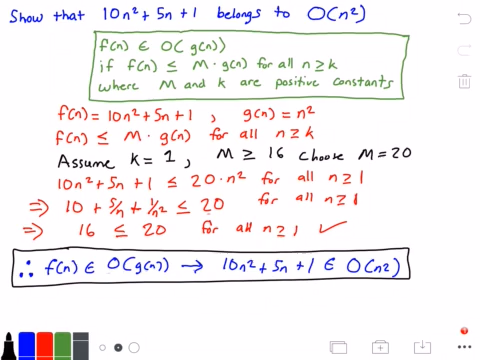 Show that 10n² + 5n + 1 belongs to O(n²)
f(n) ∈ O(g(n))
if f(n) ≤ M · g(n) for all n ≥ k
where M and k are positive constants
f(n) = 10n² + 5n + 1 , g(n) = n²
f(n) ≤ M · g(n) for all n ≥ k
Assume k = 1 , M ≥ 16 choose M = 20
10n² + 5n + 1 ≤ 20 · n² for all n ≥ 1
⇒ 10 + 5/n + 1/n² ≤ 20 for all n ≥ 1
⇒ 16 ≤ 20 for all n ≥ 1 ✓
∴ f(n) ∈ O(g(n)) → 10n² + 5n + 1 ∈ O(n²)